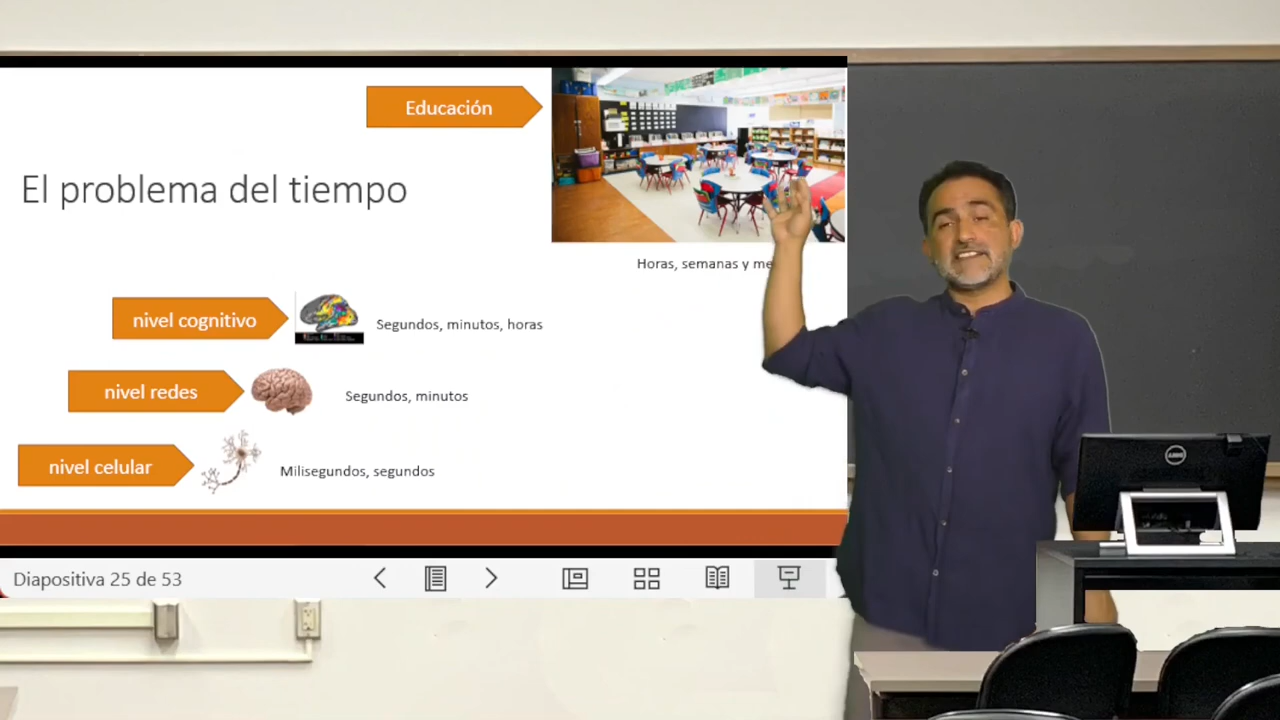 Educación
El problema del tiempo
Horas, semanas y me
nivel cognitivo
Segundos, minutos, horas
nivel redes
Segundos, minutos
nivel celular
Milisegundos, segundos
Diapositiva 25 de 53